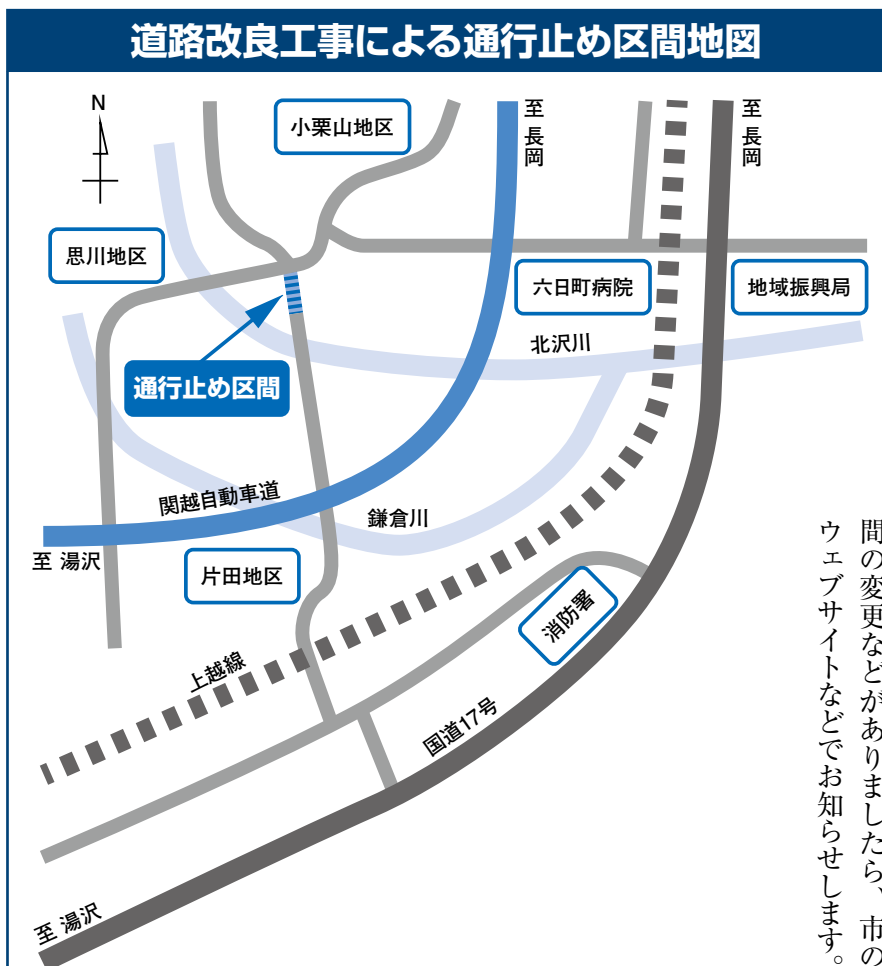 道路改良工事による通行止め区間地図
N
小栗山地区
至 長岡
至 長岡
思川地区
六日町病院
地域振興局
北沢川
通行止め区間
関越自動車道
鎌倉川
至 湯沢
片田地区
消防署
上越線
国道17号
至 湯沢
間の変更などがありましたら、市の
ウェブサイトなどでお知らせします。